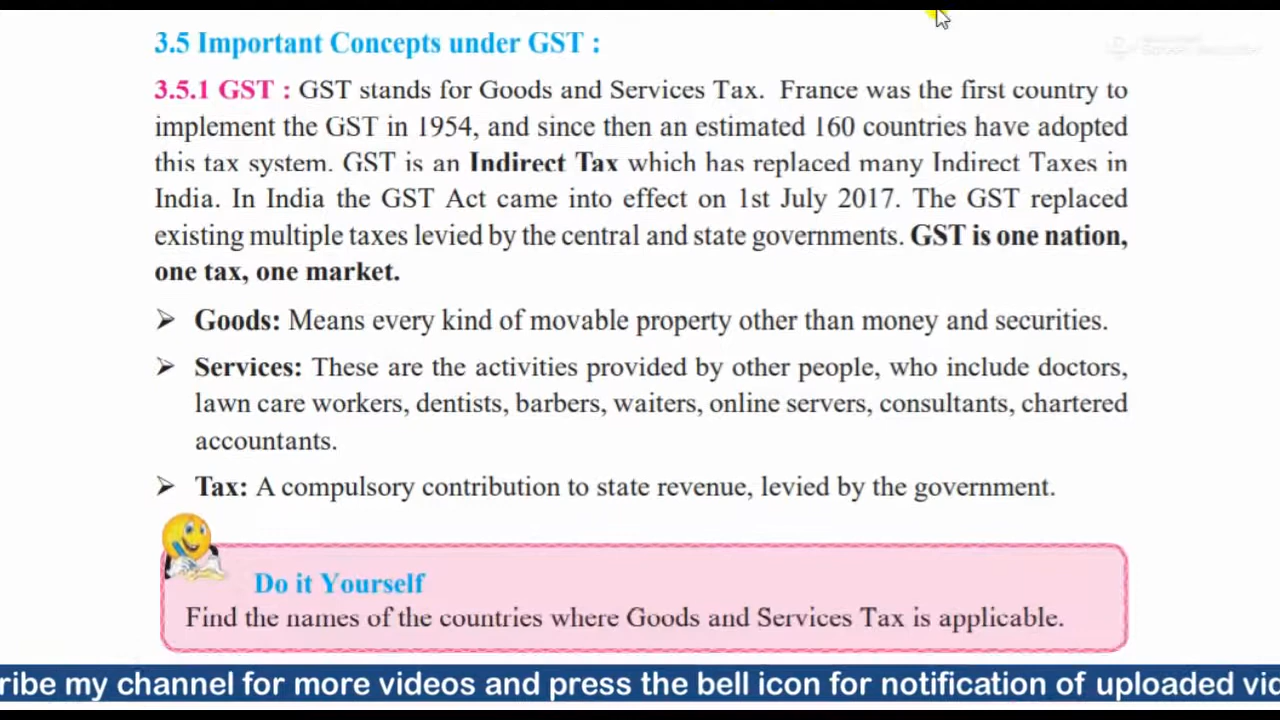 3.5 Important Concepts under GST :
3.5.1 GST : GST stands for Goods and Services Tax. France was the first country to
implement the GST in 1954, and since then an estimated 160 countries have adopted
this tax system. GST is an Indirect Tax which has replaced many Indirect Taxes in
India. In India the GST Act came into effect on 1st July 2017. The GST replaced
existing multiple taxes levied by the central and state governments. GST is one nation,
one tax, one market.
➢ Goods: Means every kind of movable property other than money and securities.
➢ Services: These are the activities provided by other people, who include doctors,
lawn care workers, dentists, barbers, waiters, online servers, consultants, chartered
accountants.
➢ Tax: A compulsory contribution to state revenue, levied by the government.
Do it Yourself
Find the names of the countries where Goods and Services Tax is applicable.
ribe my channel for more videos and press the bell icon for notification of uploaded vid